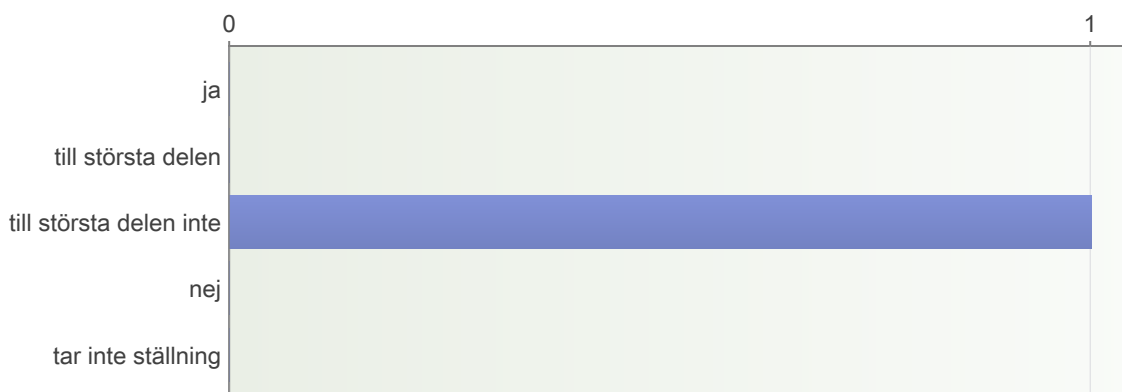 0 1
ja
till största delen
till största delen inte
nej
tar inte ställning